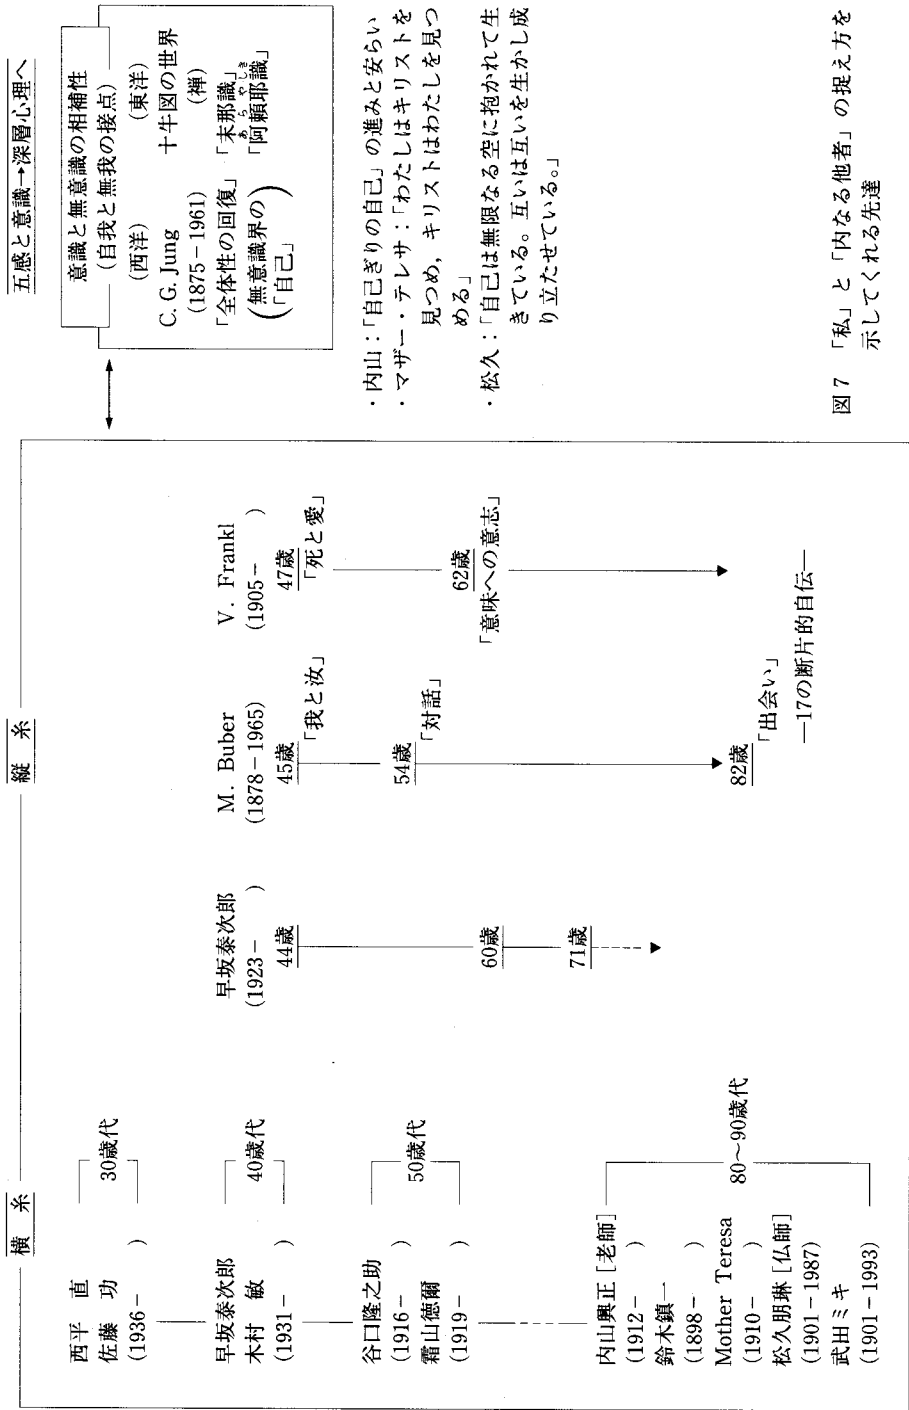 横 糸
西平 直
佐藤 功
(1936- )
30歳代
早坂泰次郎
木村 敏
(1931- )
40歳代
谷口隆之助
(1916- )
霜山徳爾
(1919- )
50歳代
内山興正[老師]
(1912- )
鈴木鎮一
(1898- )
Mother Teresa
(1910- )
松久朋琳[仏師]
(1901-1987)
武田ミキ
(1901-1993)
80~90歳代
縦 糸
早坂泰次郎
(1923- )
44歳
60歳
71歳
M. Buber
(1878-1965)
45歳
「我と汝」
54歳
「対話」
82歳
「出会い」
―17の断片的自伝―
V. Frankl
(1905- )
47歳
「死と愛」
62歳
「意味への意志」
五感と意識→深層心理へ
意識と無意識の相補性
(自我と無我の接点)
(西洋) (東洋)
C. G. Jung 十牛図の世界
(1875-1961) (禅)
「全体性の回復」「末那識」
(無意識界の「自己」) 「阿頼耶識」
あらやしき
・内山:「自己ぎりの自己」の進みと安らい
・マザー・テレサ:「わたしはキリストを
見つめ,キリストはわたしを見つ
める」
・松久:「自己は無限なる空に抱かれて生
きている。互いは互いを生かし成
り立たせている。」
図7 「私」と「内なる他者」の捉え方を
示してくれる先達